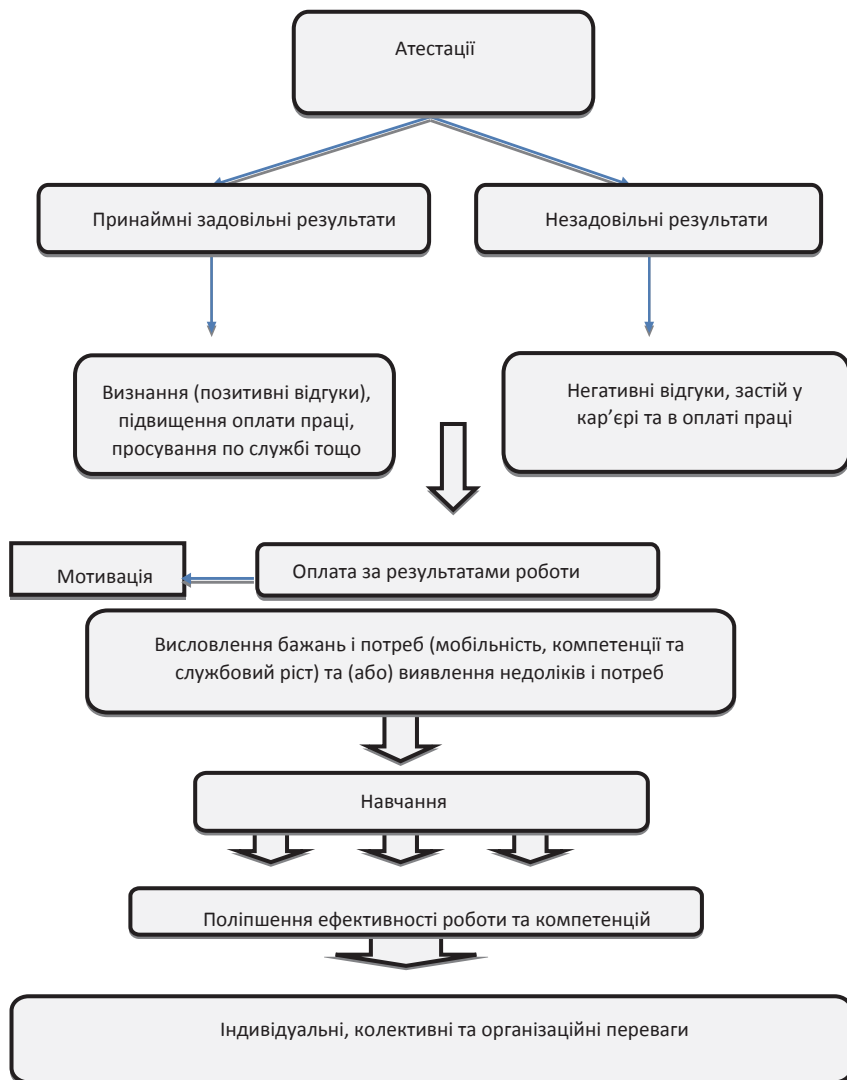 Атестації
Принаймні задовільні результати
Незадовільні результати
Визнання (позитивні відгуки),
підвищення оплати праці,
просування по службі тощо
Негативні відгуки, застій у
кар’єрі та в оплаті праці
Мотивація
Оплата за результатами роботи
Висловлення бажань і потреб (мобільність, компетенції та
службовий ріст) та (або) виявлення недоліків і потреб
Навчання
Поліпшення ефективності роботи та компетенцій
Індивідуальні, колективні та організаційні переваги